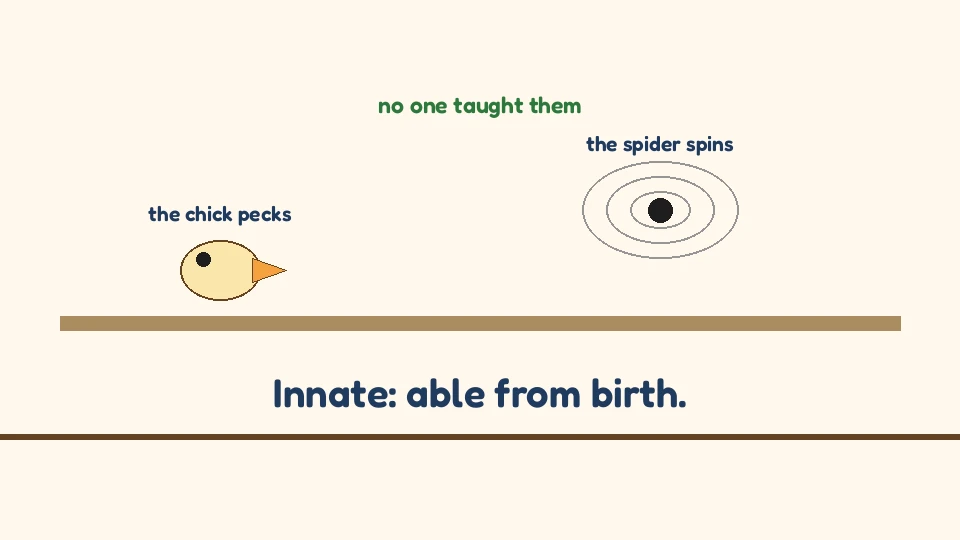 no one taught them
the spider spins
the chick pecks
Innate: able from birth.